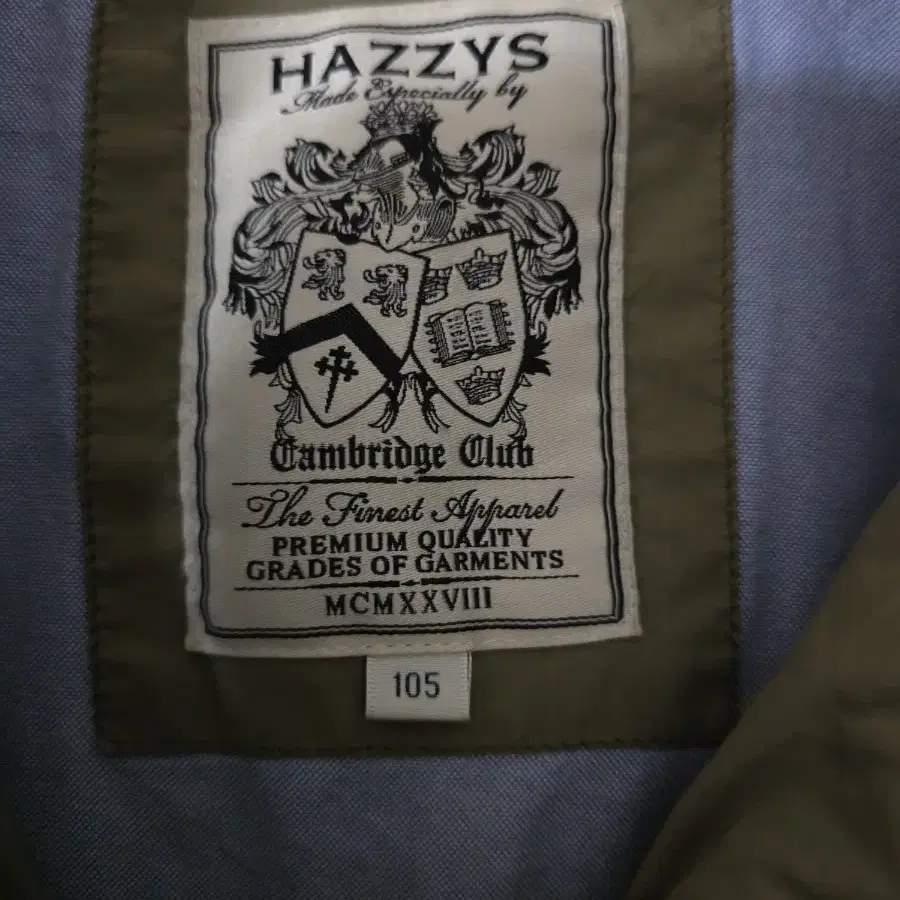 HAZZYS
Made Especially by
Cambridge Club
The Finest Apparel
PREMIUM QUALITY
GRADES OF GARMENTS
MCMXXVIII
105